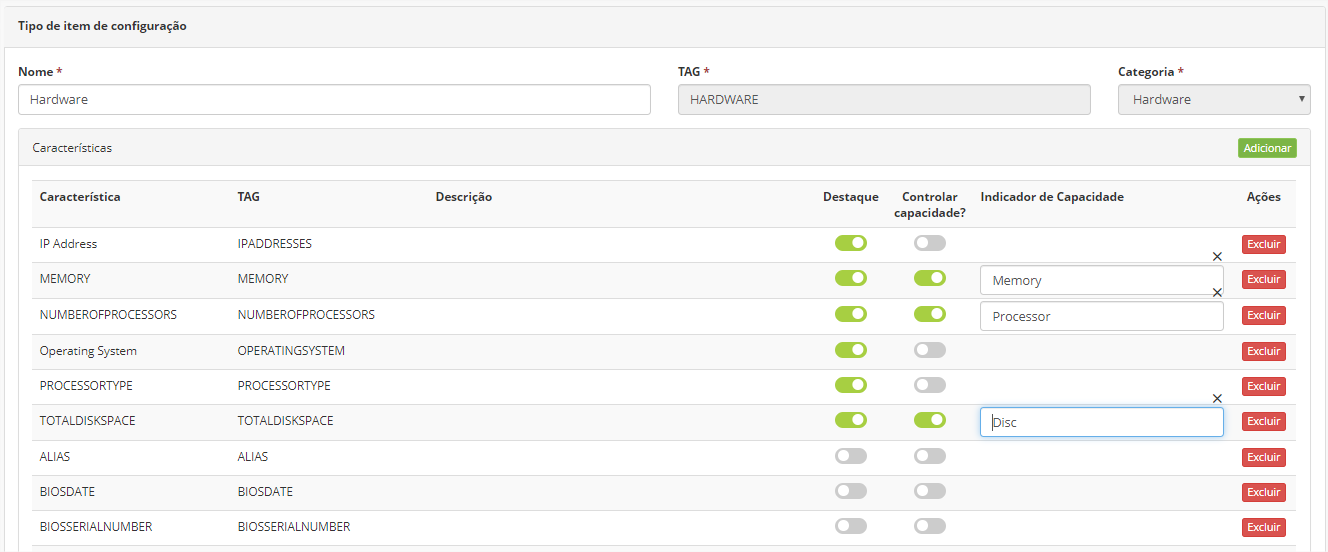 Tipo de item de configuração
Nome * TAG * Categoria *
Hardware HARDWARE Hardware
Características Adicionar
Característica TAG Descrição Destaque Controlar capacidade? Indicador de Capacidade Ações
IP Address IPADDRESSES Excluir
MEMORY MEMORY Memory Excluir
NUMBEROFPROCESSORS NUMBEROFPROCESSORS Processor Excluir
Operating System OPERATINGSYSTEM Excluir
PROCESSORTYPE PROCESSORTYPE Excluir
TOTALDISKSPACE TOTALDISKSPACE Disc Excluir
ALIAS ALIAS Excluir
BIOSDATE BIOSDATE Excluir
BIOSSERIALNUMBER BIOSSERIALNUMBER Excluir